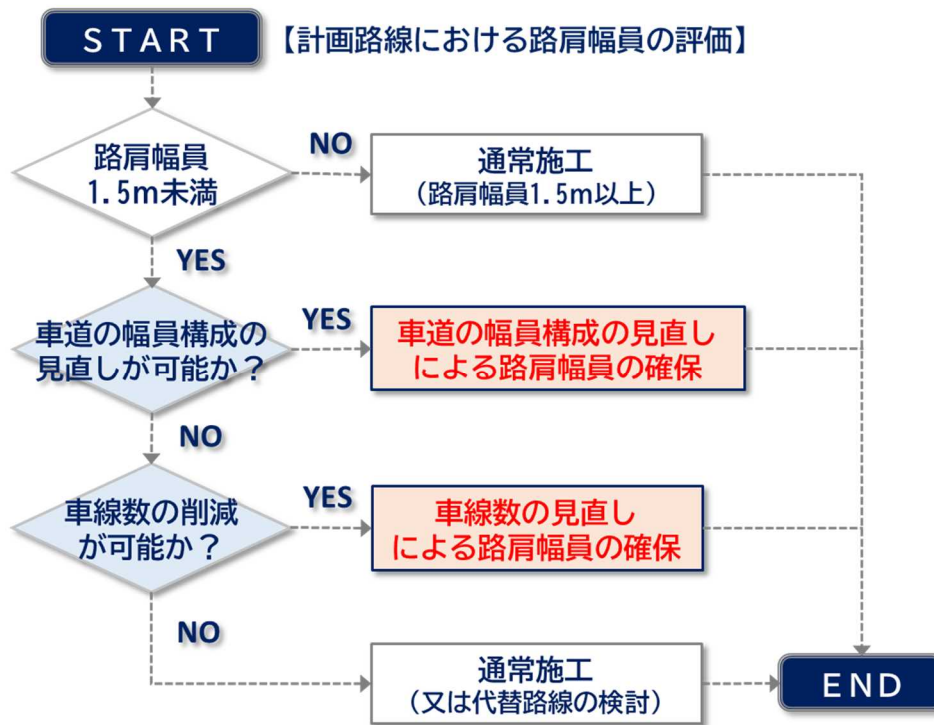 START
【計画路線における路肩幅員の評価】
路肩幅員
1.5m未満
NO
通常施工
(路肩幅員1.5m以上)
YES
車道の幅員構成の
見直しが可能か？
YES
車道の幅員構成の見直し
による路肩幅員の確保
NO
車線数の削減
が可能か？
YES
車線数の見直し
による路肩幅員の確保
NO
通常施工
(又は代替路線の検討)
END